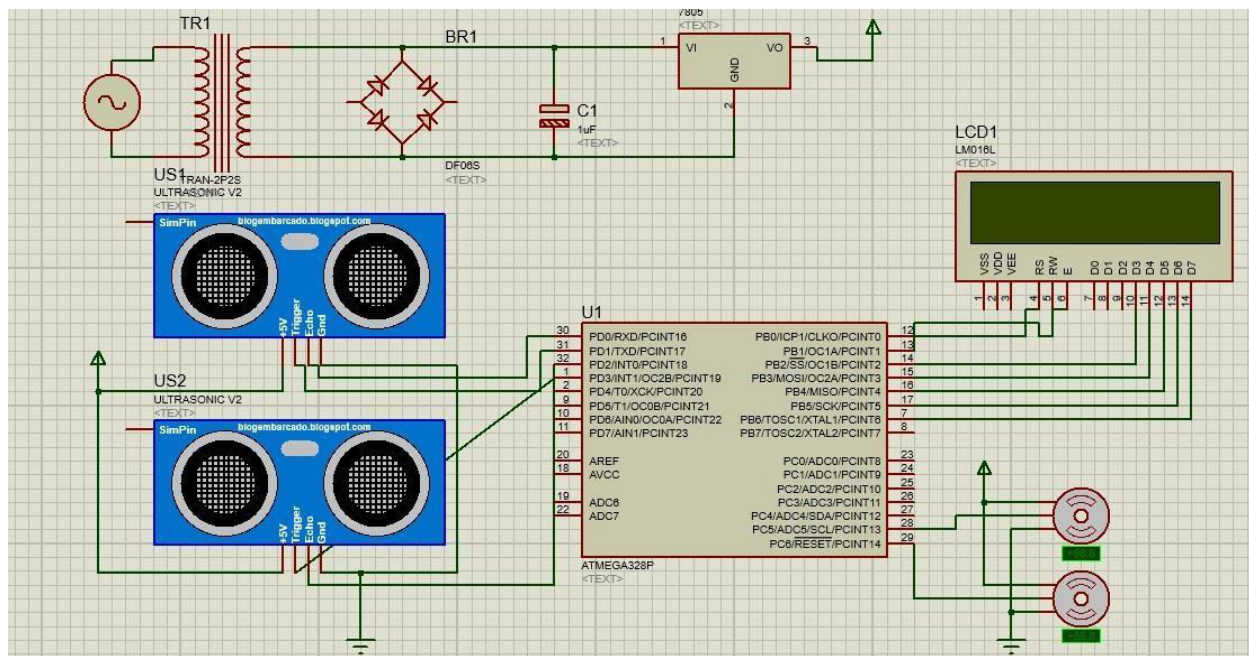 TR1
TRAN-2P2S
BR1
DF06S
<TEXT>
C1
1uF
<TEXT>
7805
<TEXT>
1
VI
VO
3
GND
2
US1
ULTRASONIC V2
<TEXT>
SimPin
blogembarcado.blogspot.com
+5V
Trigger
Echo
Gnd
US2
ULTRASONIC V2
<TEXT>
SimPin
blogembarcado.blogspot.com
+5V
Trigger
Echo
Gnd
U1
30 PD0/RXD/PCINT16
31 PD1/TXD/PCINT17
32 PD2/INT0/PCINT18
1 PD3/INT1/OC2B/PCINT19
2 PD4/T0/XCK/PCINT20
9 PD5/T1/OC0B/PCINT21
10 PD6/AIN0/OC0A/PCINT22
11 PD7/AIN1/PCINT23
20 AREF
18 AVCC
19 ADC6
22 ADC7
PB0/ICP1/CLKO/PCINT0 12
PB1/OC1A/PCINT1 13
PB2/SS/OC1B/PCINT2 14
PB3/MOSI/OC2A/PCINT3 15
PB4/MISO/PCINT4 16
PB5/SCK/PCINT5 17
PB6/TOSC1/XTAL1/PCINT6 7
PB7/TOSC2/XTAL2/PCINT7 8
PC0/ADC0/PCINT8 23
PC1/ADC1/PCINT9 24
PC2/ADC2/PCINT10 25
PC3/ADC3/PCINT11 26
PC4/ADC4/SDA/PCINT12 27
PC5/ADC5/SCL/PCINT13 28
PC6/RESET/PCINT14 29
ATMEGA328P
<TEXT>
LCD1
LM016L
<TEXT>
VSS VDD VEE RS RW E D0 D1 D2 D3 D4 D5 D6 D7
1 2 3 4 5 6 7 8 9 10 11 12 13 14